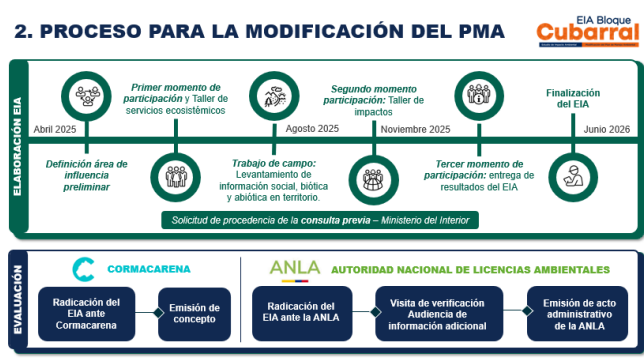 2. PROCESO PARA LA MODIFICACIÓN DEL PMA
EIA Bloque
Cubarral
ELABORACIÓN EIA
Abril 2025
Definición área de
influencia
preliminar
Primer momento de
participación y Taller de
servicios ecosistémicos
Agosto 2025
Trabajo de campo:
Levantamiento de
información social, biótica
y abiótica en territorio.
Segundo momento
participación: Taller de
impactos
Noviembre 2025
Tercer momento de
participación: entrega de
resultados del EIA
Finalización
del EIA
Junio 2026
Solicitud de procedencia de la consulta previa – Ministerio del Interior
EVALUACIÓN
CORMACARENA
Radicación del
EIA ante
Cormacarena
Emisión de
concepto
ANLA
AUTORIDAD NACIONAL DE LICENCIAS AMBIENTALES
Radicación del
EIA ante la ANLA
Visita de verificación
Audiencia de
información adicional
Emisión de acto
administrativo
de la ANLA